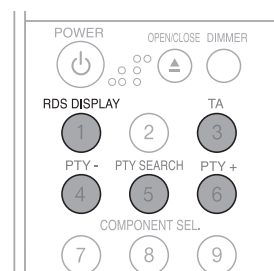 POWER OPEN/CLOSE DIMMER
RDS DISPLAY TA
1 2 3
PTY - PTY SEARCH PTY +
4 5 6
COMPONENT SEL.
7 8 9